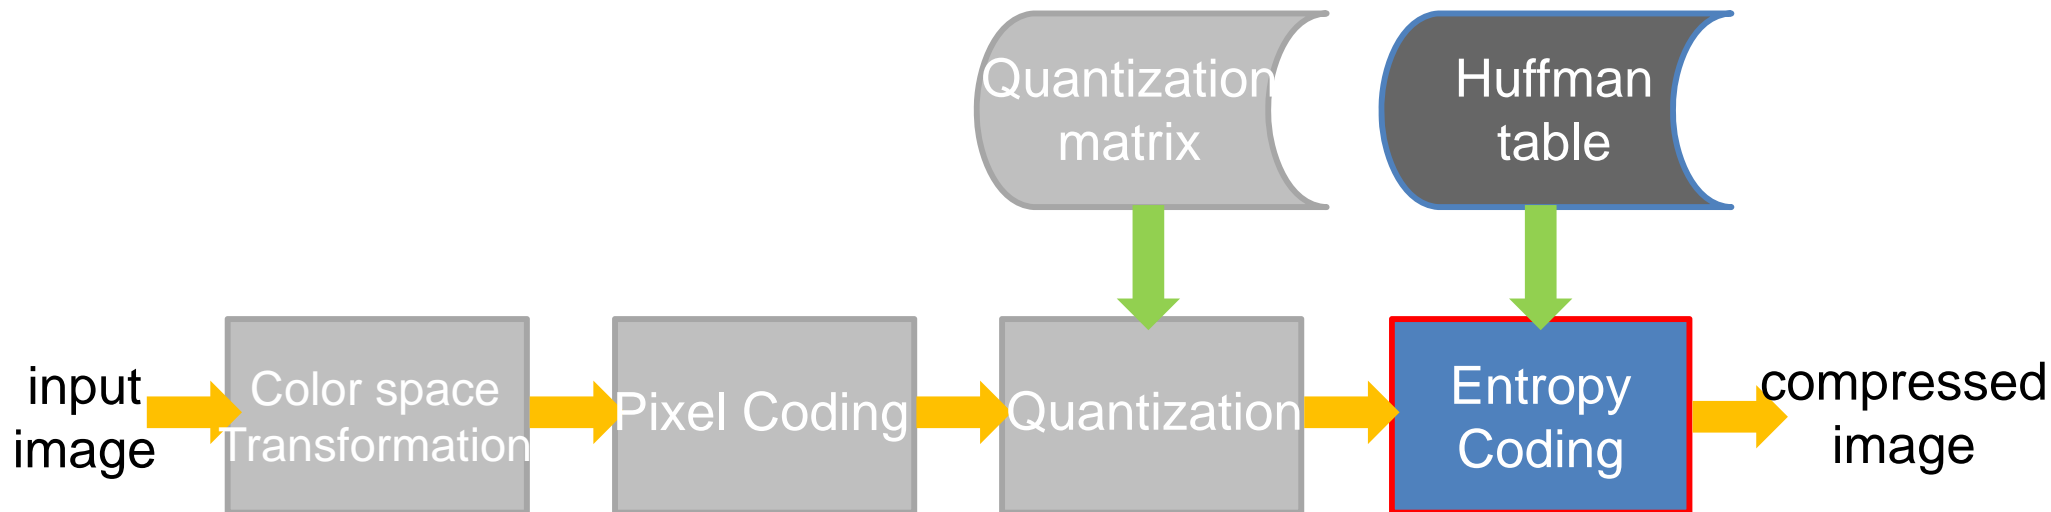 Quantization
matrix
Huffman
table
input
image
Color space
Transformation
Pixel Coding
Quantization
Entropy
Coding
compressed
image